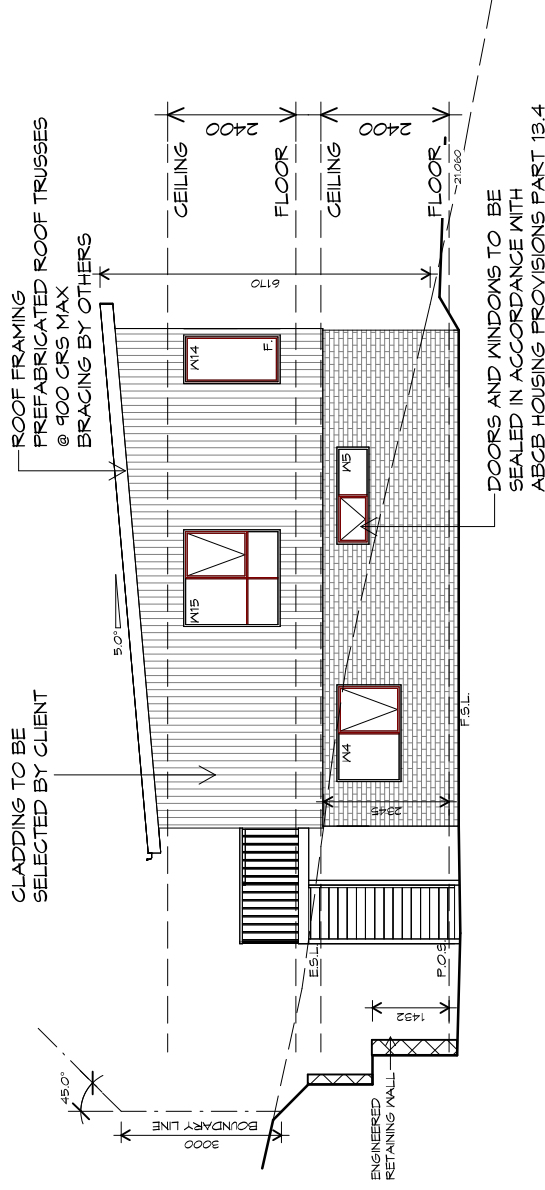 ROOF FRAMING
PREFABRICATED ROOF TRUSSES
@ 900 CRS MAX
BRACING BY OTHERS
CLADDING TO BE
SELECTED BY CLIENT
5.0°
45.0°
3000
BOUNDARY LINE
CEILING
2400
FLOOR
CEILING
2400
FLOOR
21.060
6170
W15
W14
F.
W4
W5
2345
E.S.L.
P.O.S.
F.S.L.
1432
ENGINEERED
RETAINING WALL
DOORS AND WINDOWS TO BE
SEALED IN ACCORDANCE WITH
ABCB HOUSING PROVISIONS PART 13.4